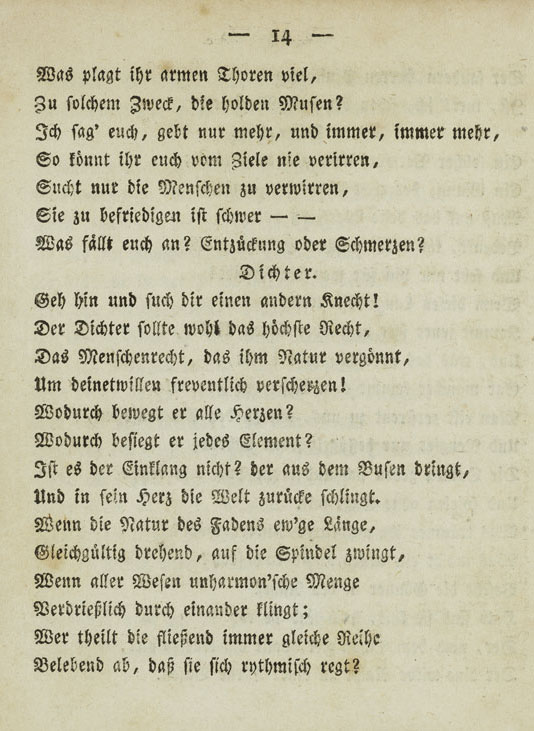 — 14 —
Was plagt ihr armen Thoren viel,
Zu solchem Zweck, die holden Musen?
Ich sag' euch, gebt nur mehr, und immer, immer mehr,
So könnt ihr euch vom Ziele nie verirren,
Sucht nur die Menschen zu verwirren,
Sie zu befriedigen ist schwer — —
Was fällt euch an? Entzückung oder Schmerzen?
Dichter.
Geh hin und such dir einen andern Knecht!
Der Dichter sollte wohl das höchste Recht,
Das Menschenrecht, das ihm Natur vergönnt,
Um deinetwillen freventlich verscherzen!
Wodurch bewegt er alle Herzen?
Wodurch besiegt er jedes Element?
Ist es der Einklang nicht? der aus dem Busen dringt,
Und in sein Herz die Welt zurücke schlingt.
Wenn die Natur des Fadens ew'ge Länge,
Gleichgültig drehend, auf die Spindel zwingt,
Wenn aller Wesen unharmon'sche Menge
Verdrießlich durch einander klingt;
Wer theilt die fließend immer gleiche Reihe
Belebend ab, daß sie sich rythmisch regt?